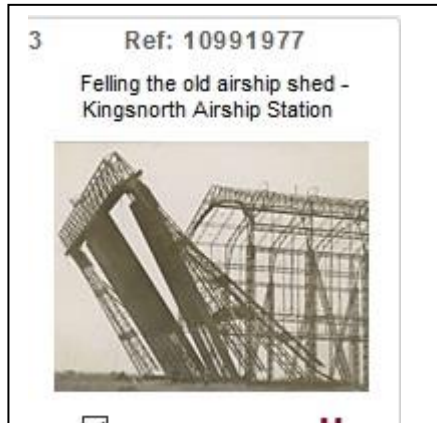 3 Ref: 10991977
Felling the old airship shed -
Kingsnorth Airship Station